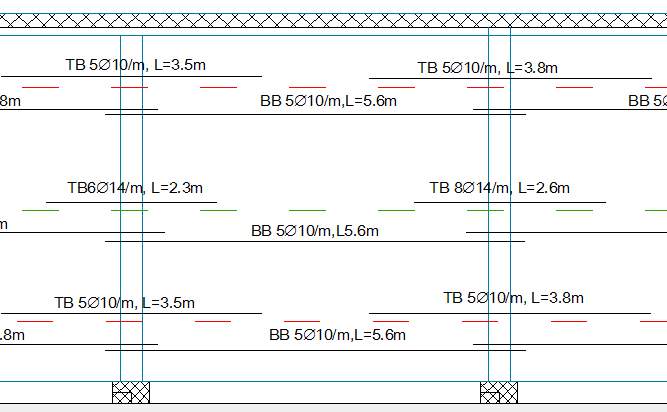 TB 5∅10/m, L=3.5m
TB 5∅10/m, L=3.8m
8m
BB 5∅10/m,L=5.6m
BB 5∅
TB6∅14/m, L=2.3m
TB 8∅14/m, L=2.6m
m
BB 5∅10/m,L5.6m
TB 5∅10/m, L=3.5m
TB 5∅10/m, L=3.8m
.8m
BB 5∅10/m,L=5.6m